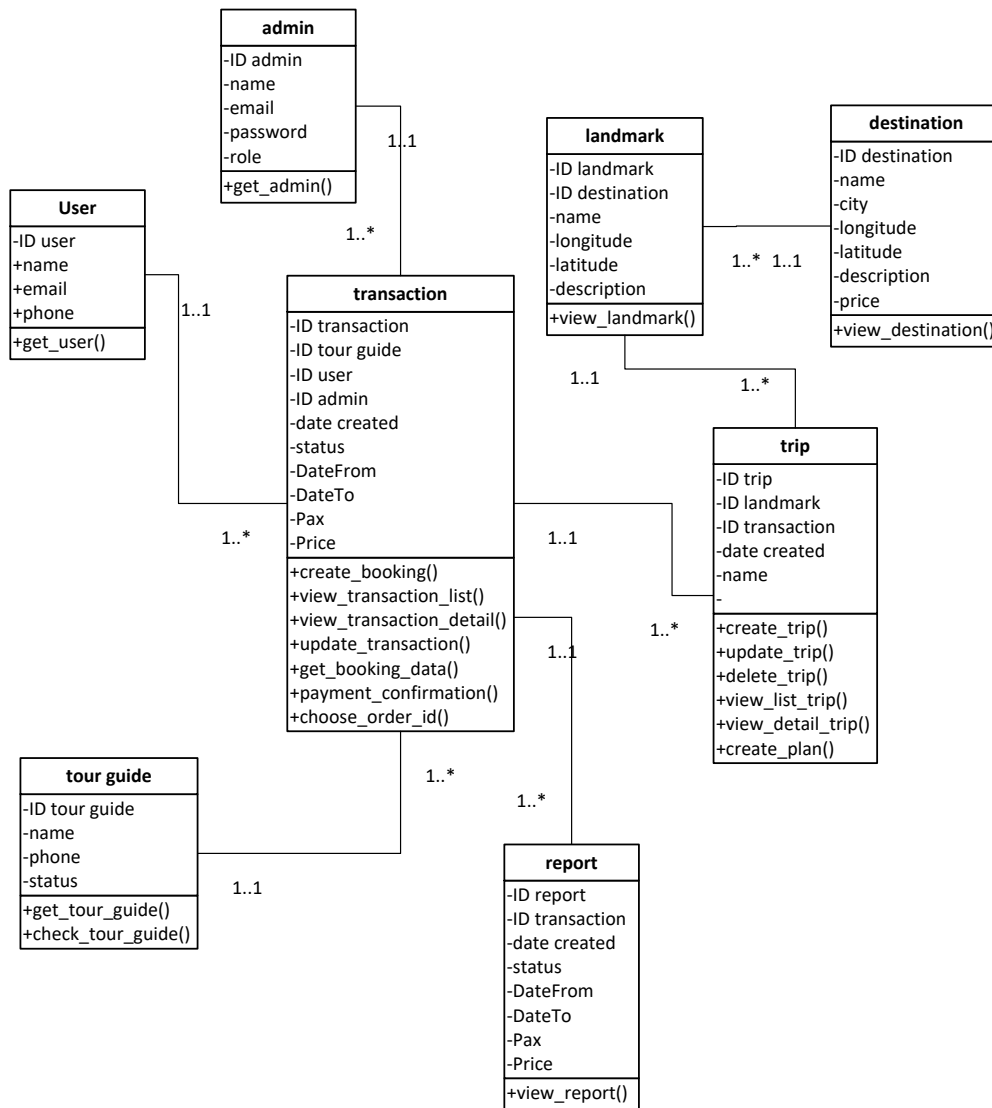 admin
-ID admin
-name
-email
-password
-role
+get_admin()
1..1
1..*
User
-ID user
+name
+email
+phone
+get_user()
1..1
1..*
landmark
-ID landmark
-ID destination
-name
-longitude
-latitude
-description
+view_landmark()
1..* 1..1
destination
-ID destination
-name
-city
-longitude
-latitude
-description
-price
+view_destination()
1..1
1..*
transaction
-ID transaction
-ID tour guide
-ID user
-ID admin
-date created
-status
-DateFrom
-DateTo
-Pax
-Price
+create_booking()
+view_transaction_list()
+view_transaction_detail()
+update_transaction()
+get_booking_data()
+payment_confirmation()
+choose_order_id()
1..1
1..*
trip
-ID trip
-ID landmark
-ID transaction
-date created
-name
-
+create_trip()
+update_trip()
+delete_trip()
+view_list_trip()
+view_detail_trip()
+create_plan()
1..1
1..*
tour guide
-ID tour guide
-name
-phone
-status
+get_tour_guide()
+check_tour_guide()
1..*
1..1
report
-ID report
-ID transaction
-date created
-status
-DateFrom
-DateTo
-Pax
-Price
+view_report()